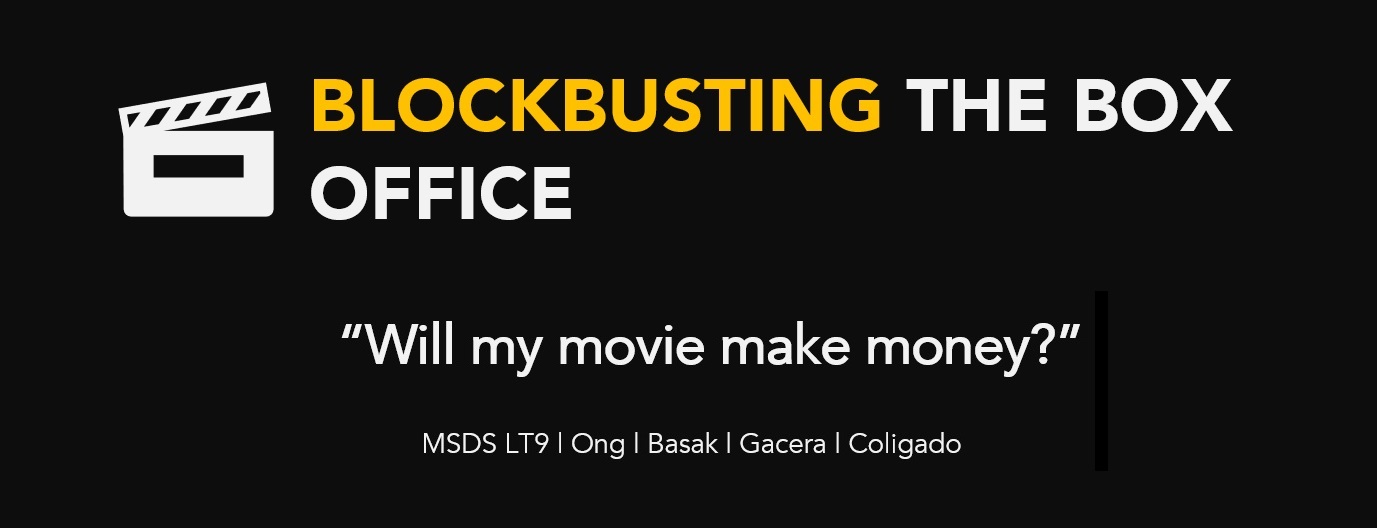 BLOCKBUSTING THE BOX
OFFICE
“Will my movie make money?”
MSDS LT9 | Ong | Basak | Gacera | Coligado